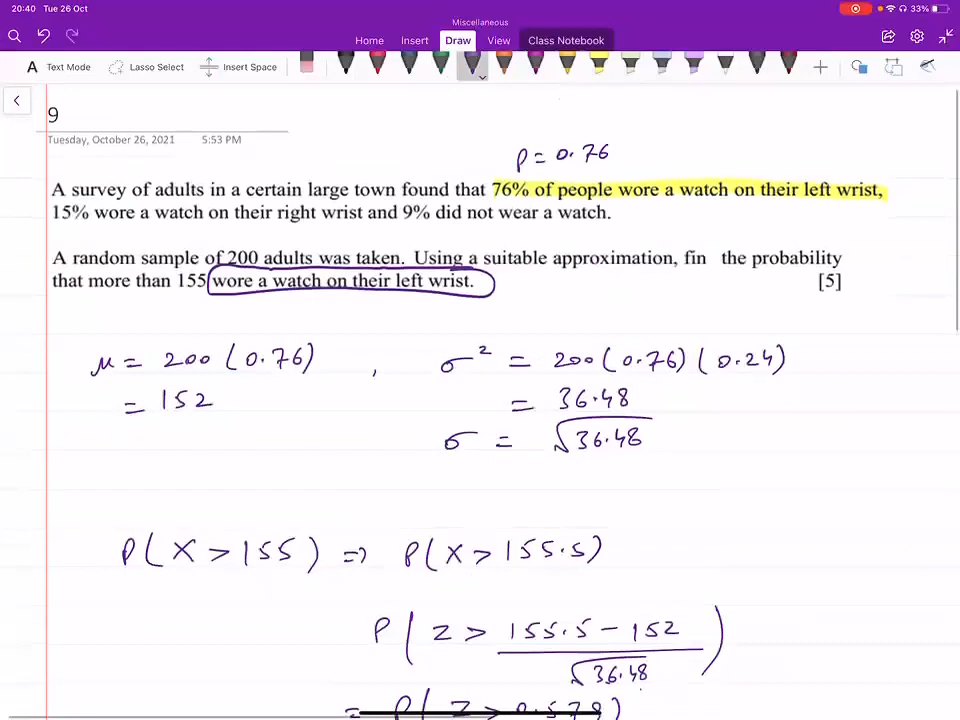 20:40 Tue 26 Oct 33%
Miscellaneous
Home Insert Draw View Class Notebook
A Text Mode Lasso Select Insert Space
9
Tuesday, October 26, 2021 5:53 PM
p = 0.76
A survey of adults in a certain large town found that 76% of people wore a watch on their left wrist,
15% wore a watch on their right wrist and 9% did not wear a watch.
A random sample of 200 adults was taken. Using a suitable approximation, fin the probability
that more than 155 wore a watch on their left wrist. [5]
μ = 200 (0.76) , σ² = 200(0.76)(0.24)
= 152 = 36.48
σ = √36.48
P(X > 155) => P(X > 155.5)
P(Z > 155.5 - 152
√36.48)
= P(Z > 0.579)